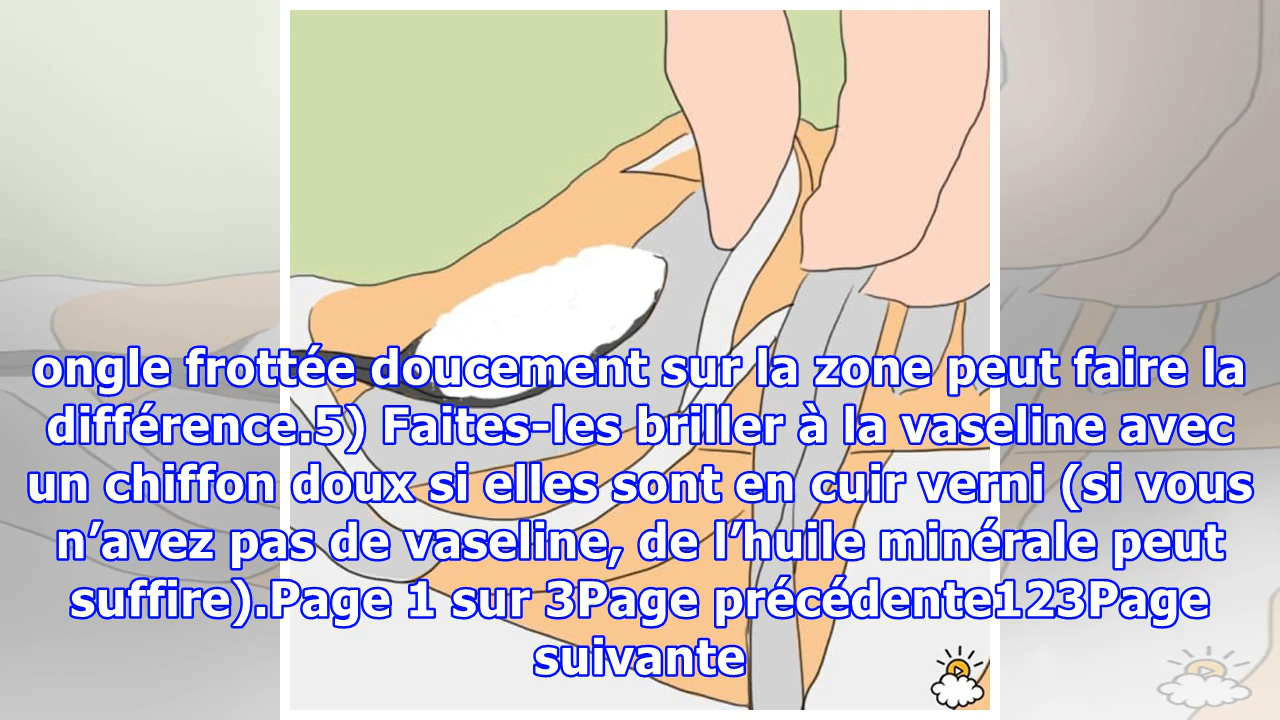 ongle frottée doucement sur la zone peut faire la
différence.5) Faites-les briller à la vaseline avec
un chiffon doux si elles sont en cuir verni (si vous
n’avez pas de vaseline, de l’huile minérale peut
suffire).Page 1 sur 3Page précédente123Page
suivante